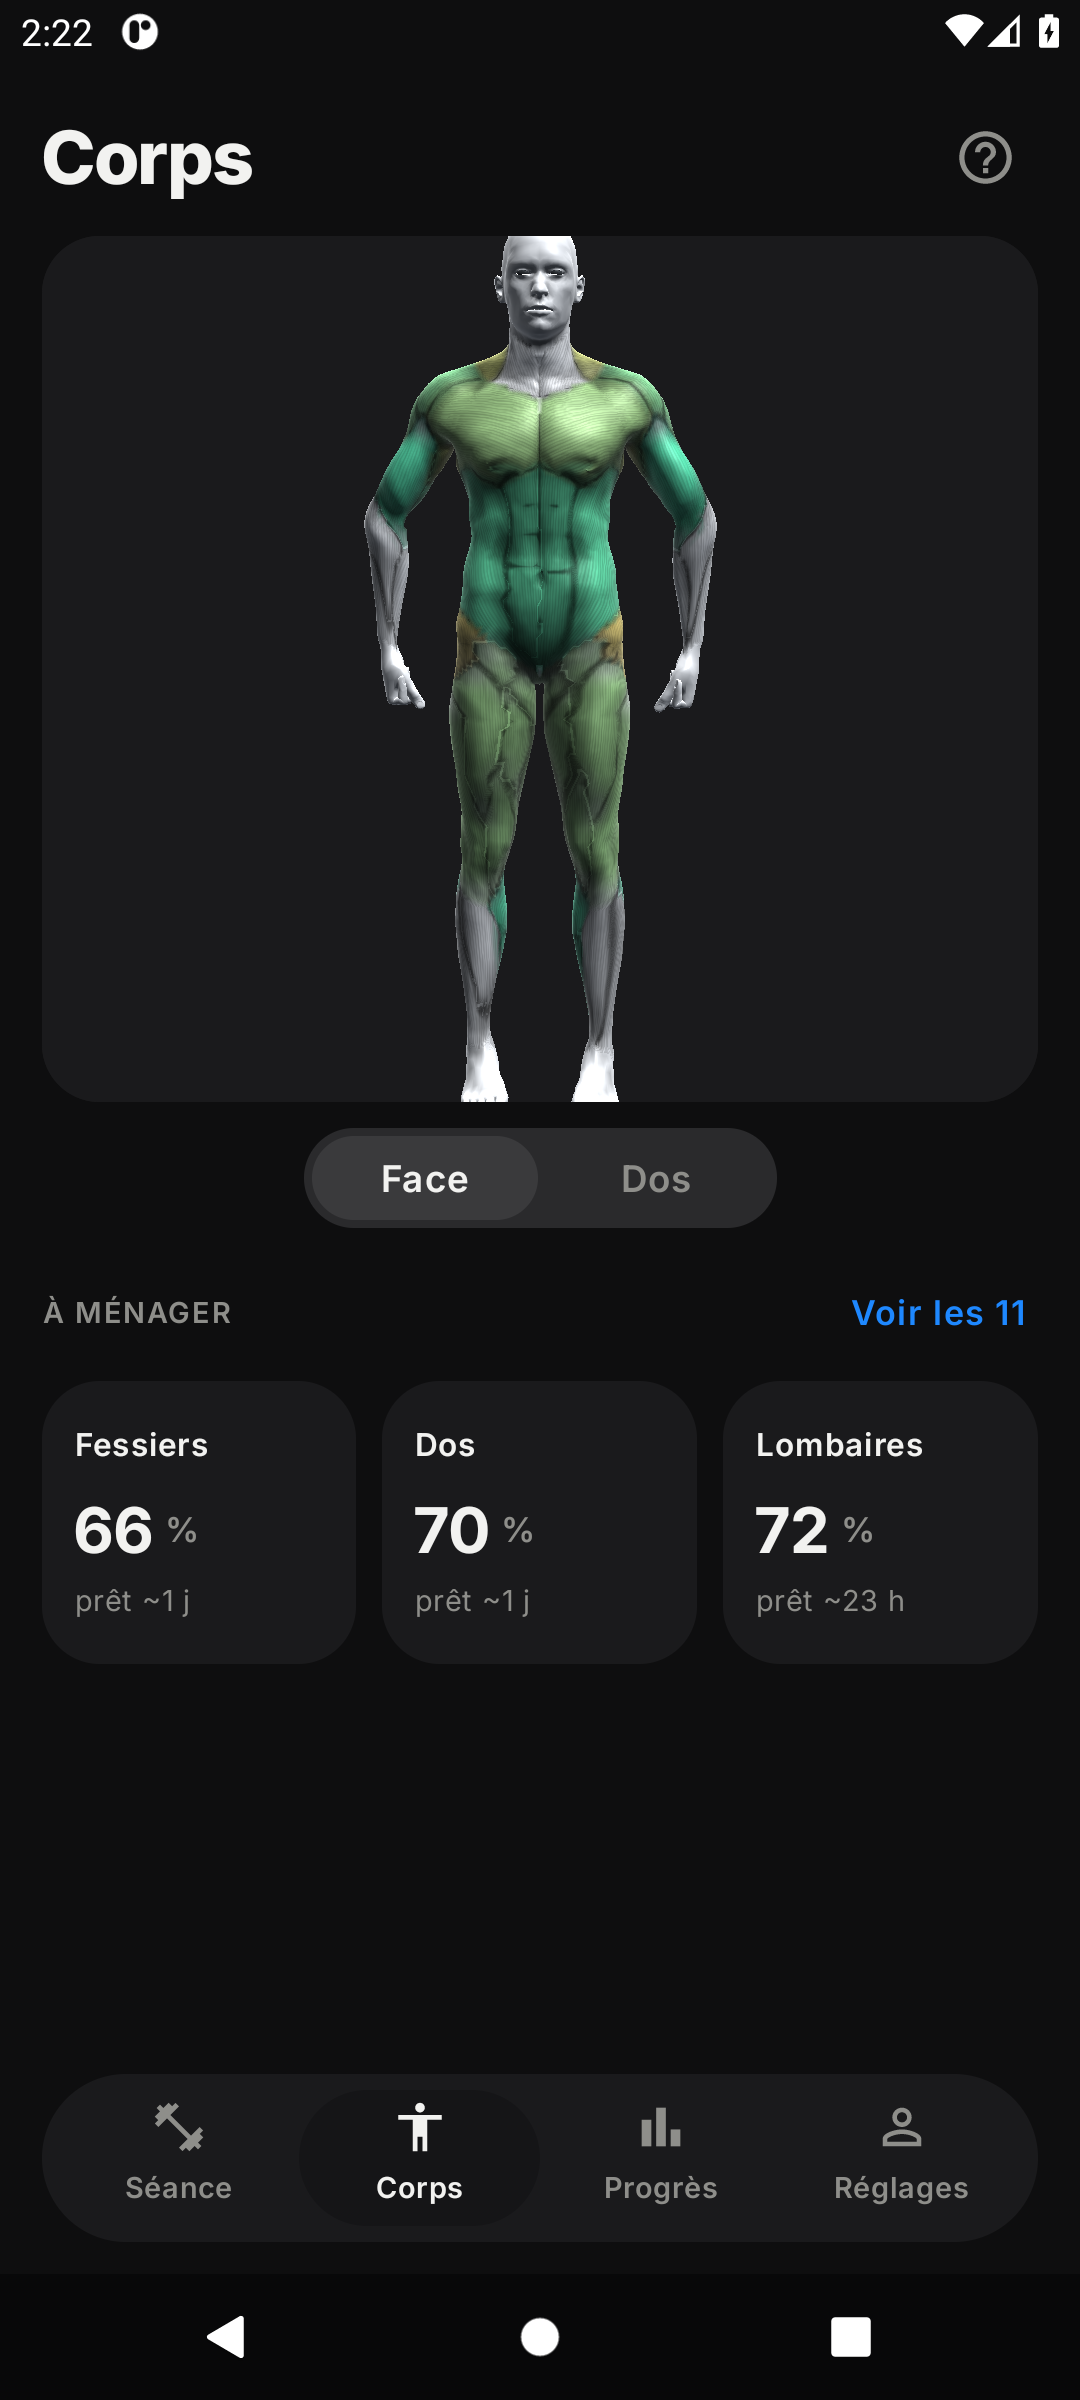 2:22
Corps
Face
Dos
À MÉNAGER
Voir les 11
Fessiers
Dos
Lombaires
66 %
70 %
72 %
prêt ~1 j
prêt ~1 j
prêt ~23 h
Séance
Corps
Progrès
Réglages